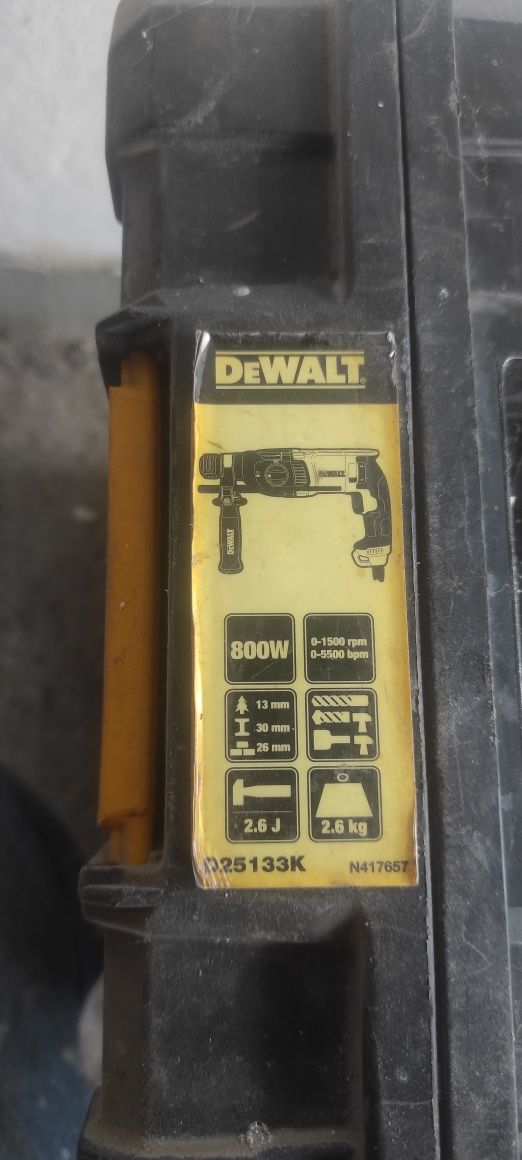 DEWALT®
DEWALT
DEWALT
800W
0-1500 rpm
0-5500 bpm
13 mm
30 mm
26 mm
2.6 J
2.6 kg
D25133K
N417657